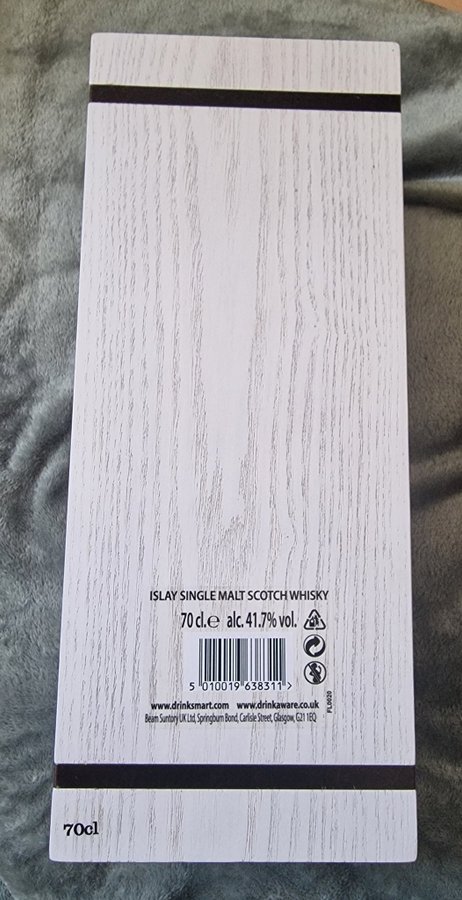 ISLAY SINGLE MALT SCOTCH WHISKY
70 cl.℮ alc. 41.7% vol.
5 010019 638311 >
FL0020
www.drinksmart.com www.drinkaware.co.uk
Beam Suntory UK Ltd, Springburn Bond, Carlisle Street, Glasgow, G21 1EQ
70cl